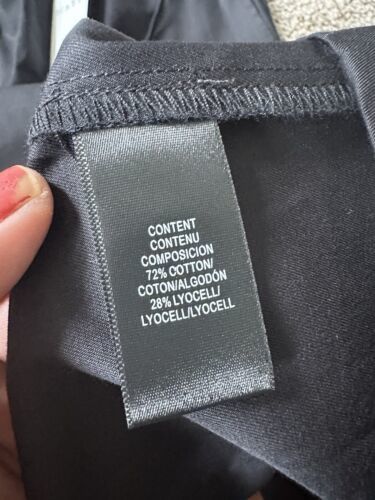 CONTENT
CONTENU
COMPOSICION
72% COTTON/
COTON/ALGODÓN
28% LYOCELL/
LYOCELL/LYOCELL